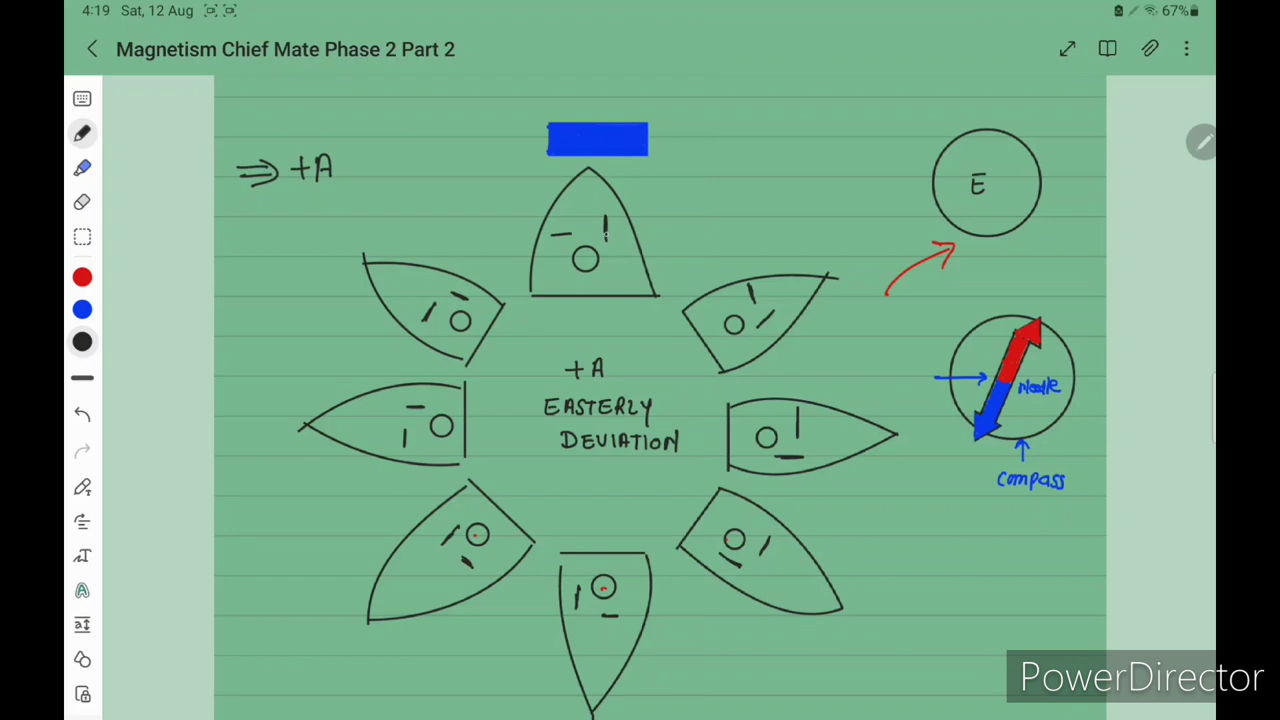 4:19 Sat, 12 Aug
67%
Magnetism Chief Mate Phase 2 Part 2
⇒ +A
E
+A
EASTERLY
DEVIATION
Needle
Compass
PowerDirector